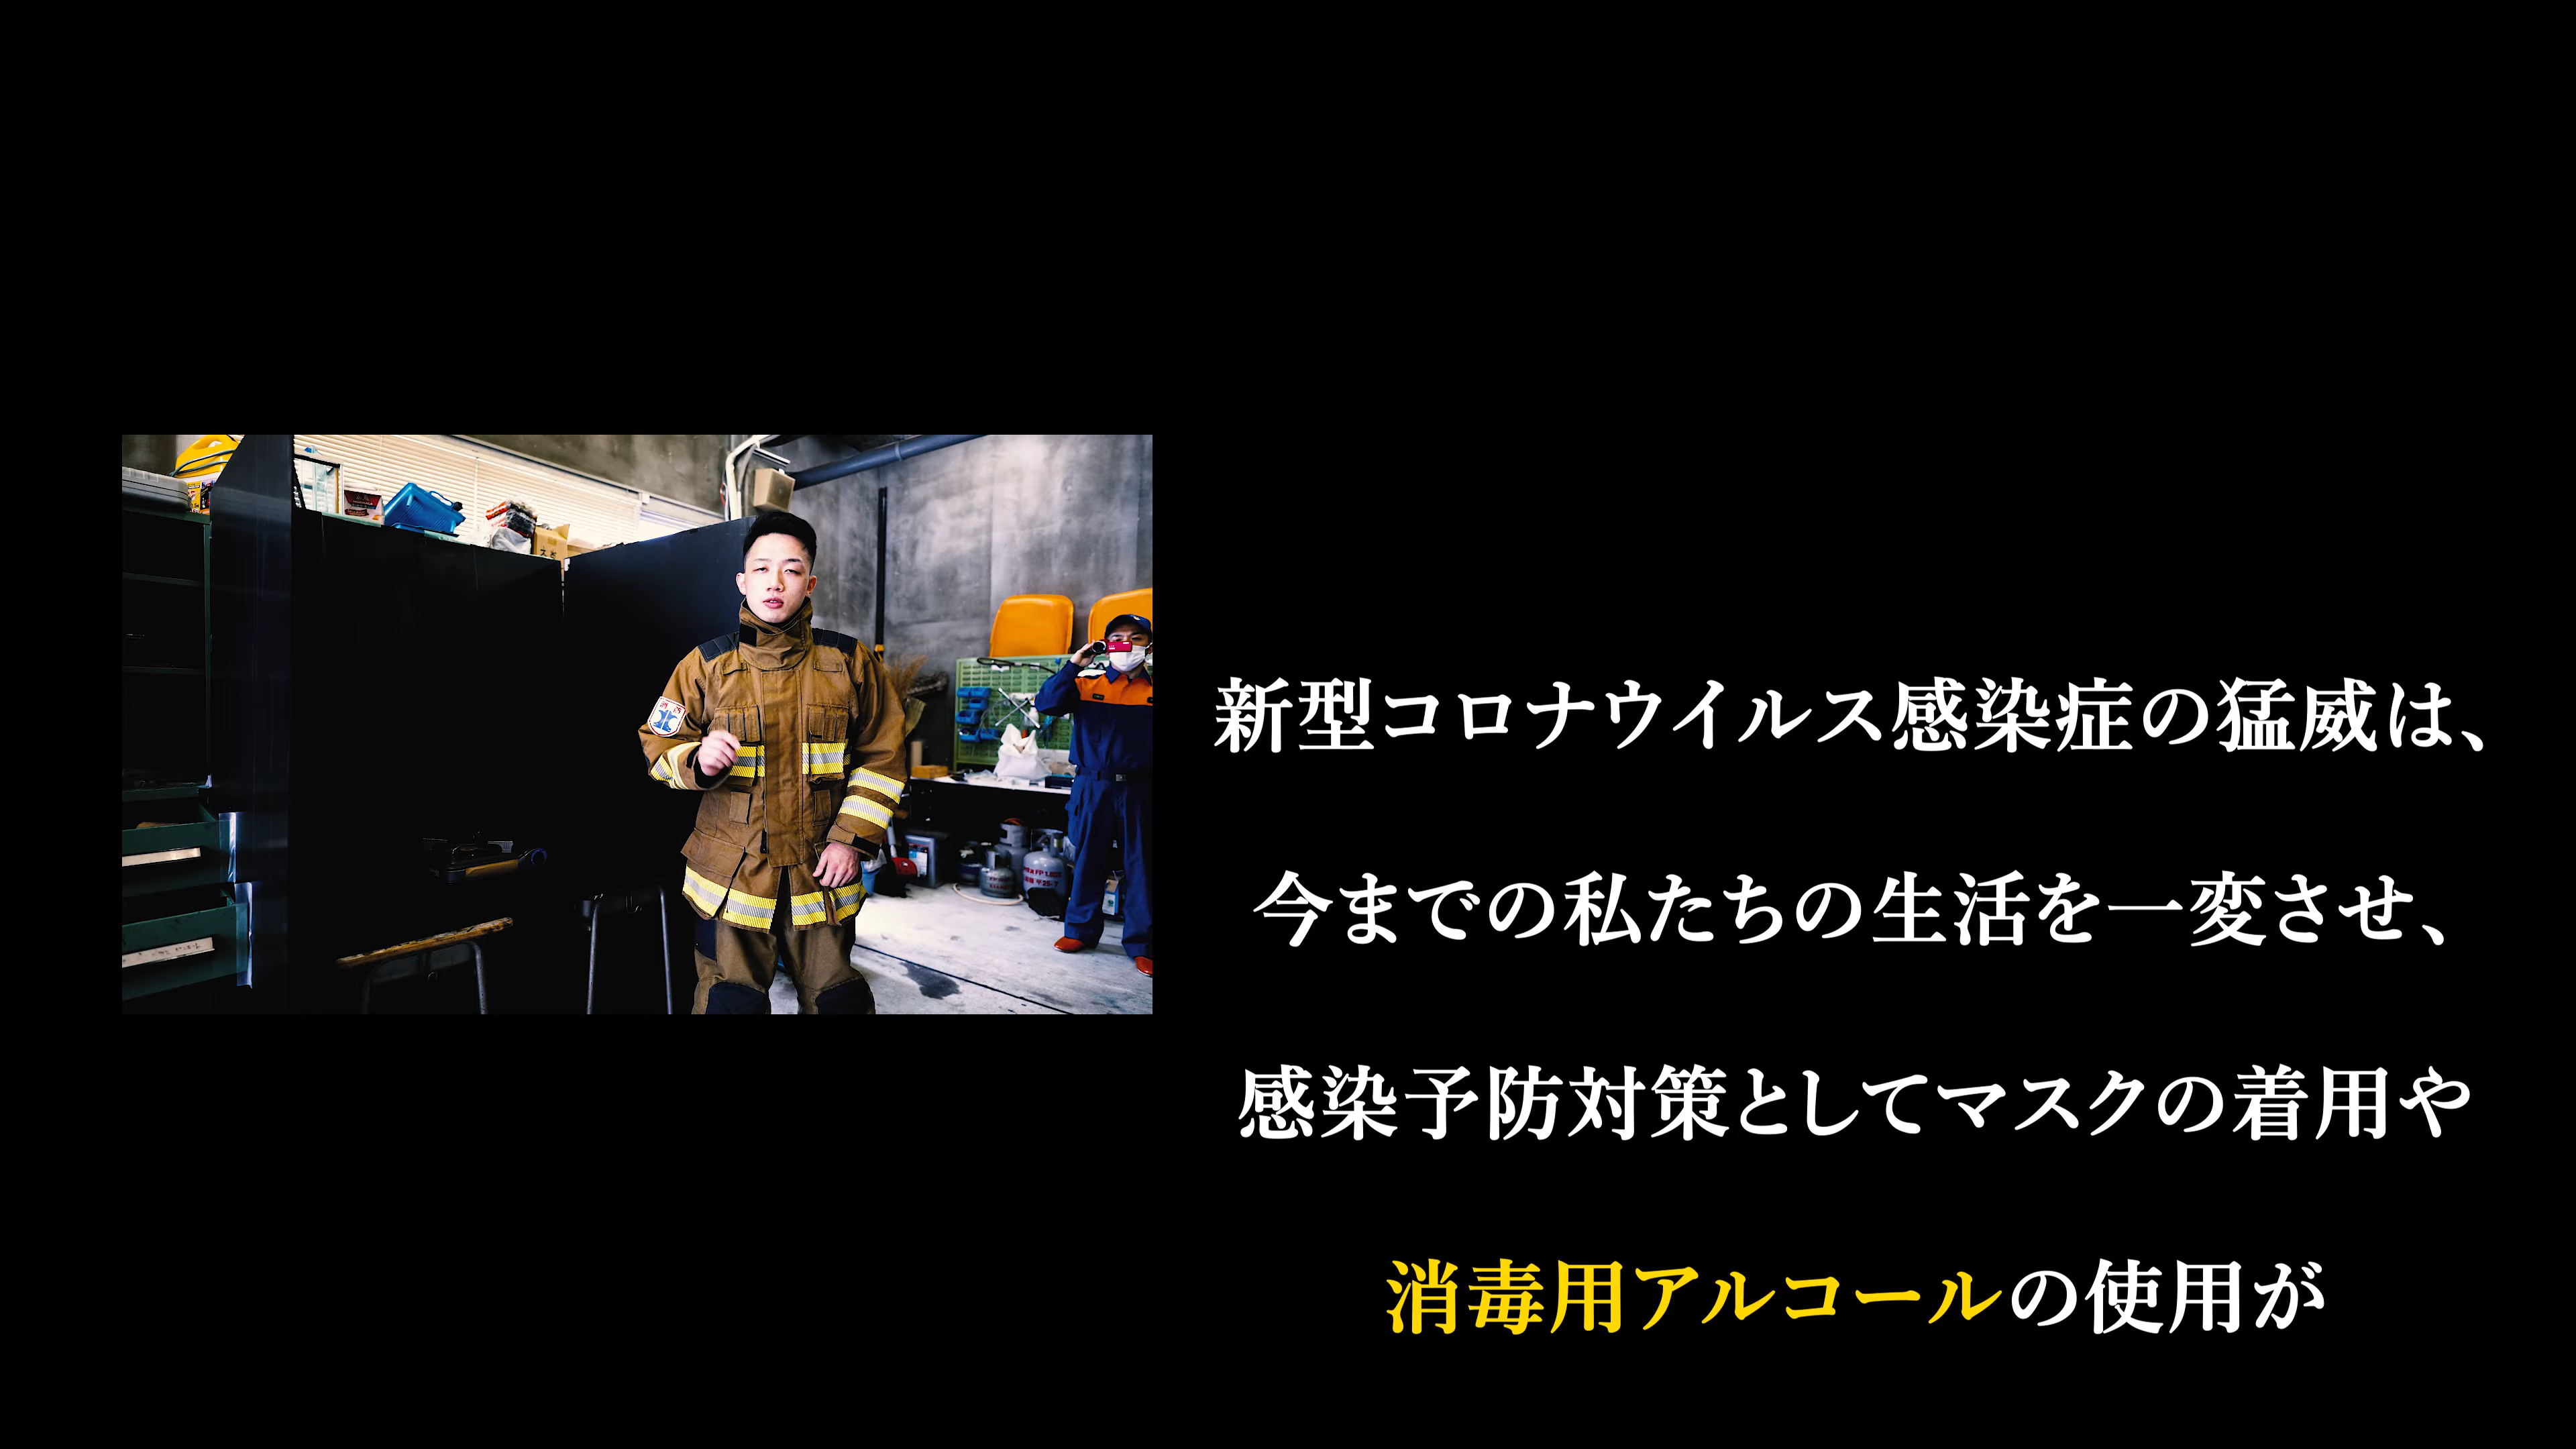 新型コロナウイルス感染症の猛威は、
今までの私たちの生活を一変させ、
感染予防対策としてマスクの着用や
消毒用アルコールの使用が